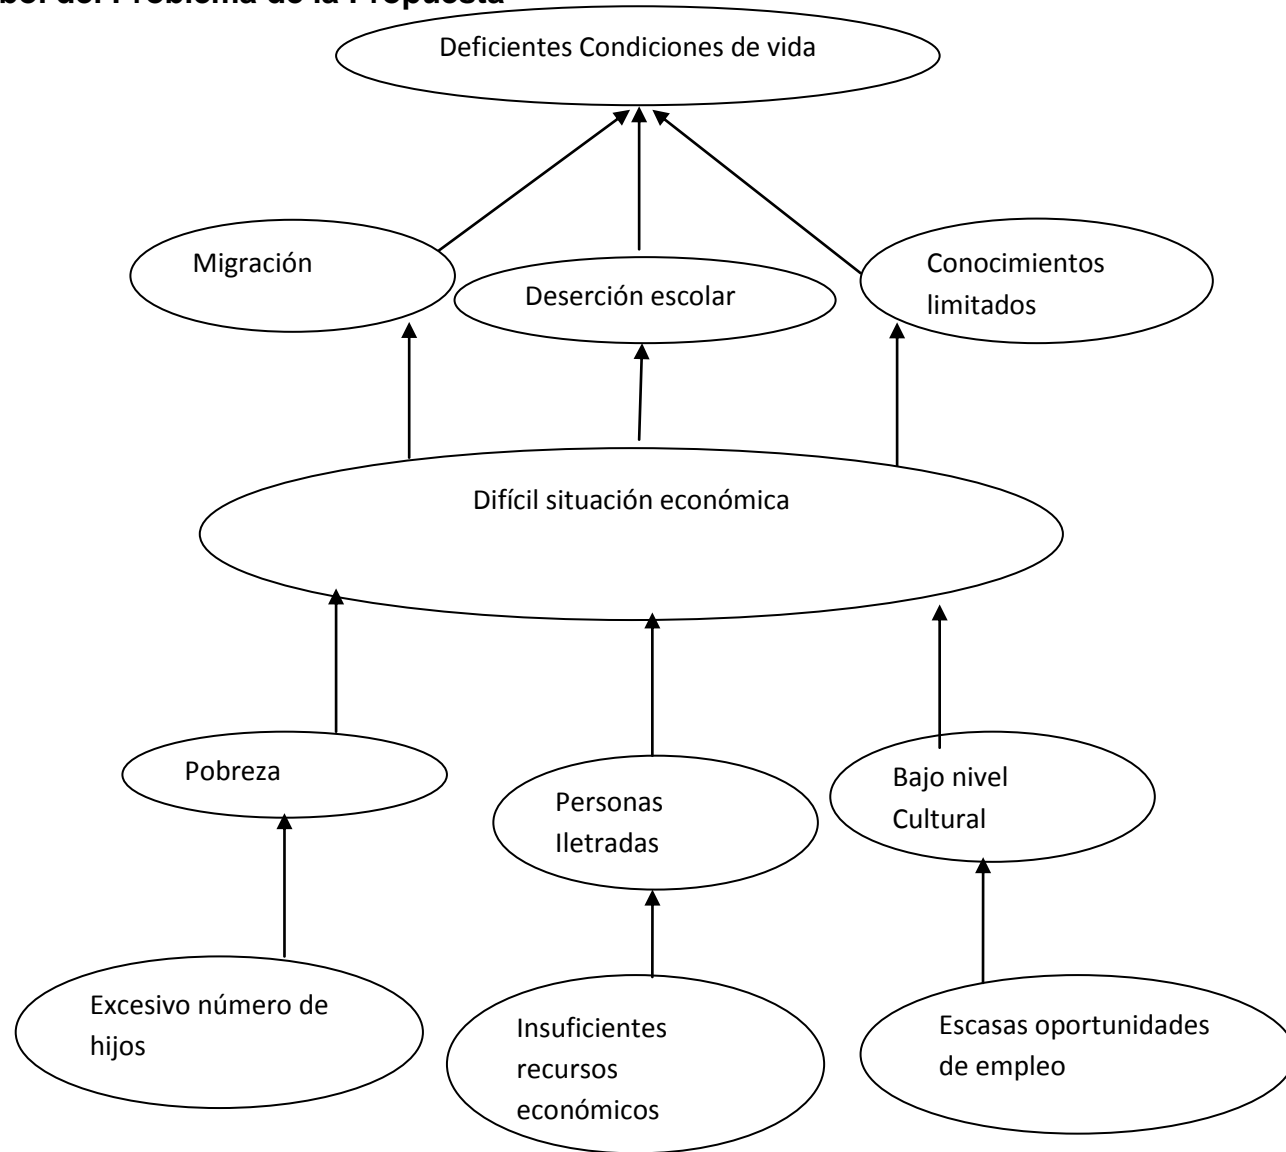 del Problema de la Propuesta
Deficientes Condiciones de vida
Migración
Deserción escolar
Conocimientos
limitados
Difícil situación económica
Pobreza
Personas
Iletradas
Bajo nivel
Cultural
Excesivo número de
hijos
Insuficientes
recursos
económicos
Escasas oportunidades
de empleo